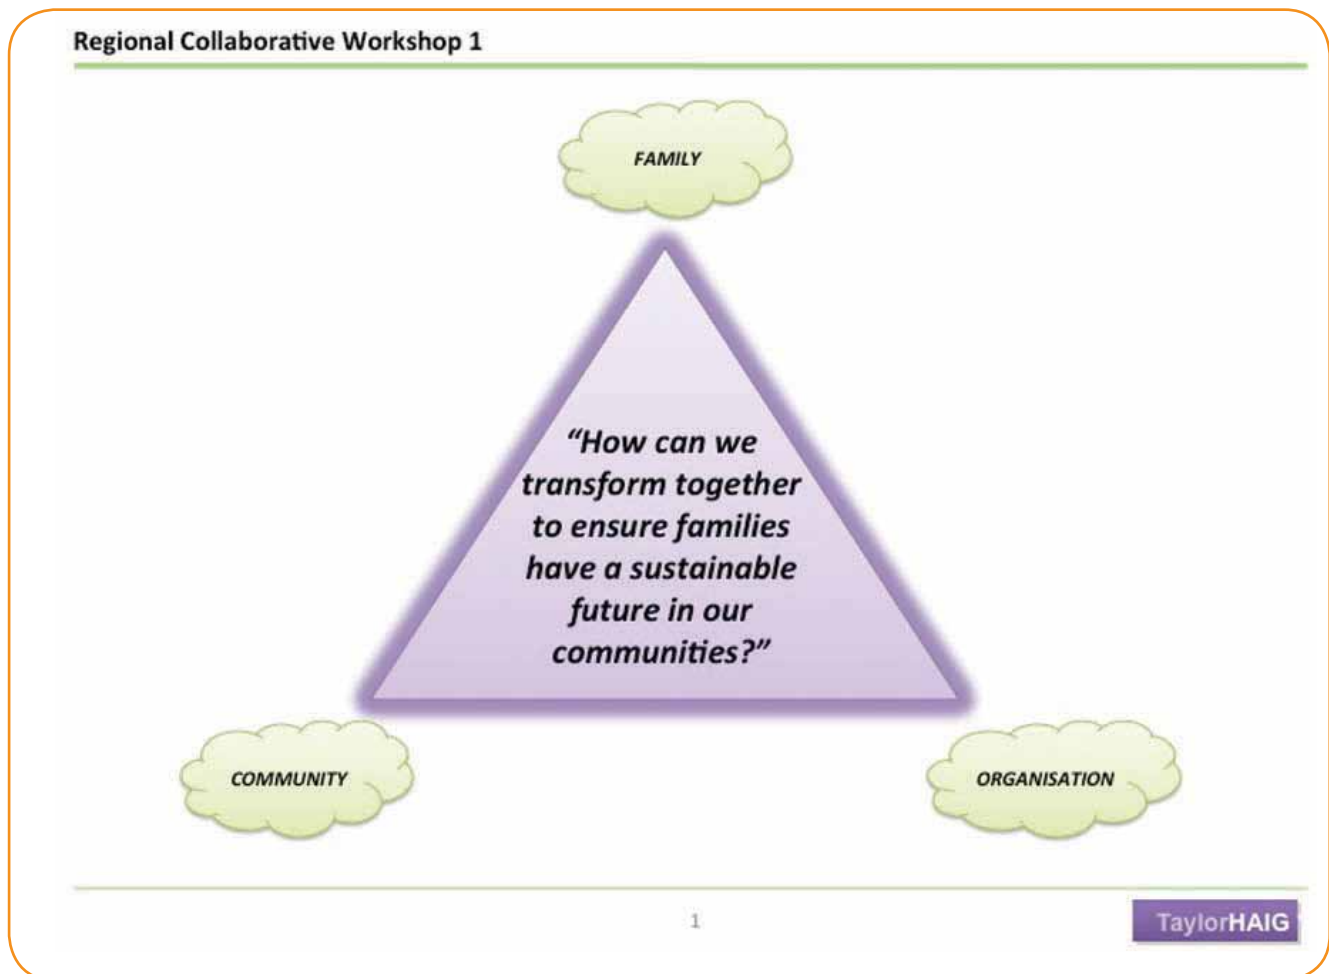 Regional Collaborative Workshop 1
FAMILY
“How can we
transform together
to ensure families
have a sustainable
future in our
communities?”
COMMUNITY
ORGANISATION
1
TaylorHAIG